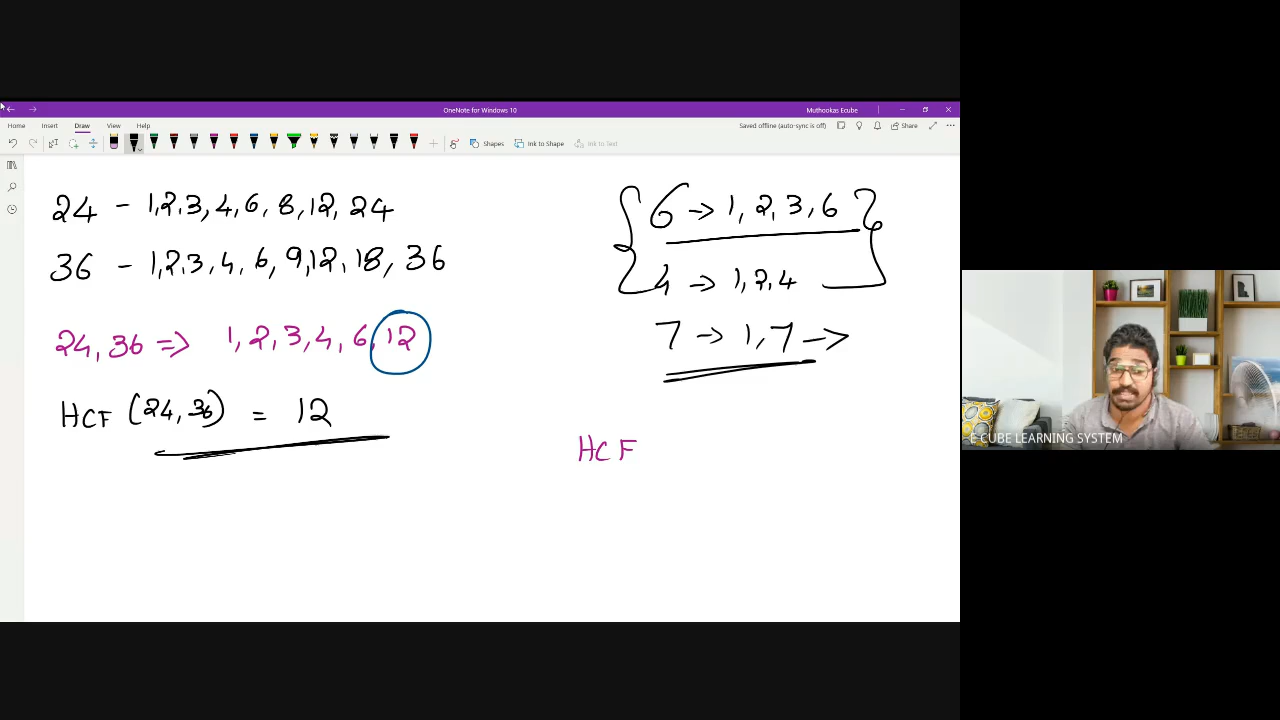 OneNote for Windows 10
Muthookas Ecube
Home Insert Draw View Help
Saved offline (auto-sync is off)
Share
Shapes
Ink to Shape
Ink to Text
24 - 1,2,3,4,6,8,12,24
36 - 1,2,3,4,6,9,12,18,36
24,36 => 1,2,3,4,6,12
HCF (24,36) = 12
6 -> 1,2,3,6
4 -> 1,2,4
7 -> 1,7 ->
HCF
E CUBE LEARNING SYSTEM